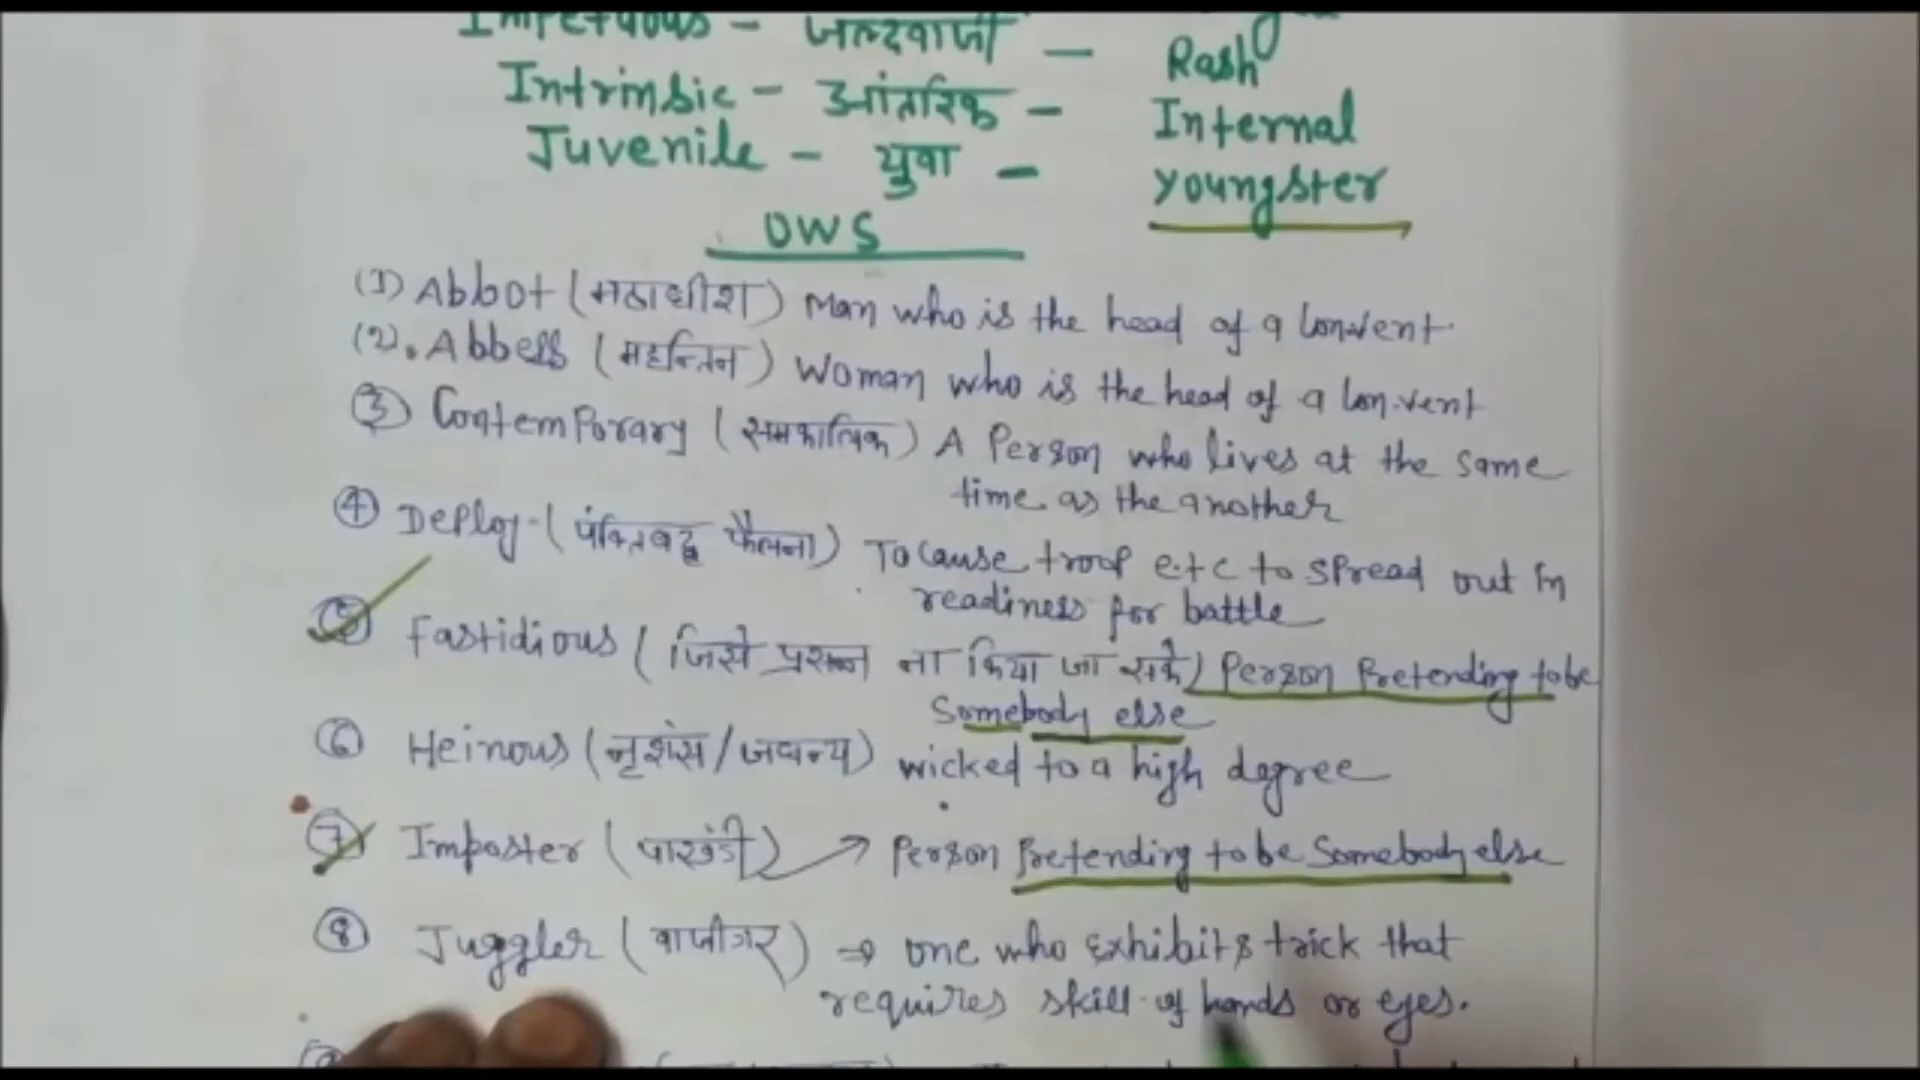 Impetuous - जल्दवाजी - Rash
Intrinsic - आंतरिक - Internal
Juvenile - युवा - youngster
OWS
(1) Abbot (मठाधीश) Man who is the head of a convent.
(2). Abbess (महन्तिन) Woman who is the head of a convent
(3) Contemporary (समकालिक) A Person who lives at the same
time as the another
(4) Deploy - (पंक्तिबद्ध फैलना) To cause troop e.t.c to spread out in
readiness for battle
(5) Fastidious (जिसे प्रसन्न ना किया जा सके) Person Pretending to be
Somebody else
(6) Heinous (नृशंस/जघन्य) wicked to a high degree
(7) Imposter (पाखंडी) → Person Pretending to be Somebody else
(8) Juggler (वाजीगर) ⇒ one who exhibits trick that
requires skill of hands or eyes.